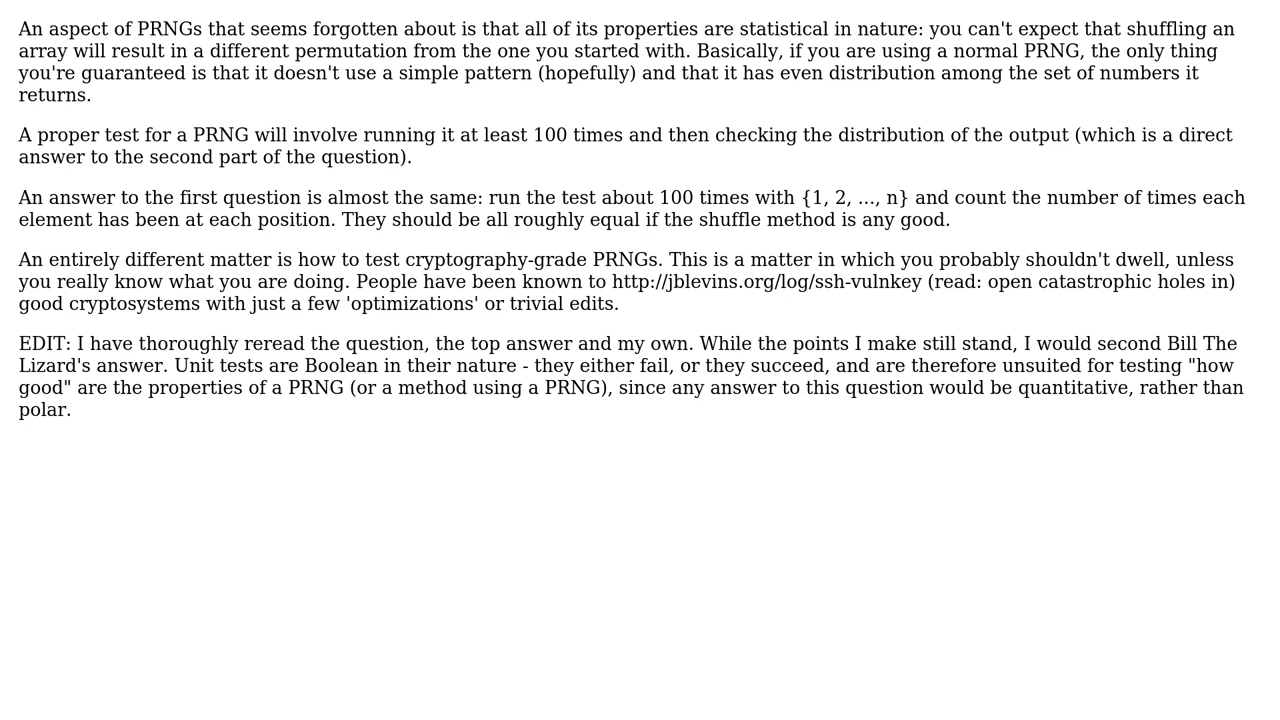 An aspect of PRNGs that seems forgotten about is that all of its properties are statistical in nature: you can't expect that shuffling an
array will result in a different permutation from the one you started with. Basically, if you are using a normal PRNG, the only thing
you're guaranteed is that it doesn't use a simple pattern (hopefully) and that it has even distribution among the set of numbers it
returns.
A proper test for a PRNG will involve running it at least 100 times and then checking the distribution of the output (which is a direct
answer to the second part of the question).
An answer to the first question is almost the same: run the test about 100 times with {1, 2, ..., n} and count the number of times each
element has been at each position. They should be all roughly equal if the shuffle method is any good.
An entirely different matter is how to test cryptography-grade PRNGs. This is a matter in which you probably shouldn't dwell, unless
you really know what you are doing. People have been known to http://jblevins.org/log/ssh-vulnkey (read: open catastrophic holes in)
good cryptosystems with just a few 'optimizations' or trivial edits.
EDIT: I have thoroughly reread the question, the top answer and my own. While the points I make still stand, I would second Bill The
Lizard's answer. Unit tests are Boolean in their nature - they either fail, or they succeed, and are therefore unsuited for testing "how
good" are the properties of a PRNG (or a method using a PRNG), since any answer to this question would be quantitative, rather than
polar.